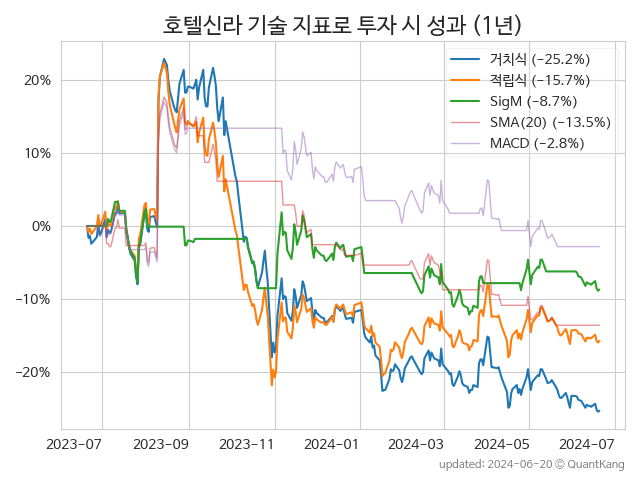 호텔신라 기술 지표로 투자 시 성과 (1년)
거치식 (−25.2%)
적립식 (−15.7%)
SigM (−8.7%)
SMA(20) (−13.5%)
MACD (−2.8%)
20%
10%
0%
−10%
−20%
2023-07 2023-09 2023-11 2024-01 2024-03 2024-05 2024-07
updated: 2024-06-20 © QuantKang